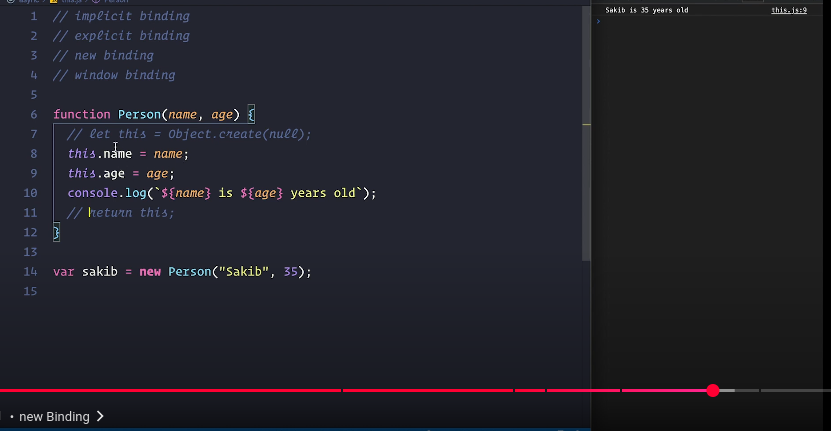 Sakib is 35 years old this.js:9
1 // implicit binding
2 // explicit binding
3 // new binding
4 // window binding
5
6 function Person(name, age) {
7 // let this = Object.create(null);
8 this.name = name;
9 this.age = age;
10 console.log(`${name} is ${age} years old`);
11 // return this;
12 }
13
14 var sakib = new Person("Sakib", 35);
15
• new Binding >